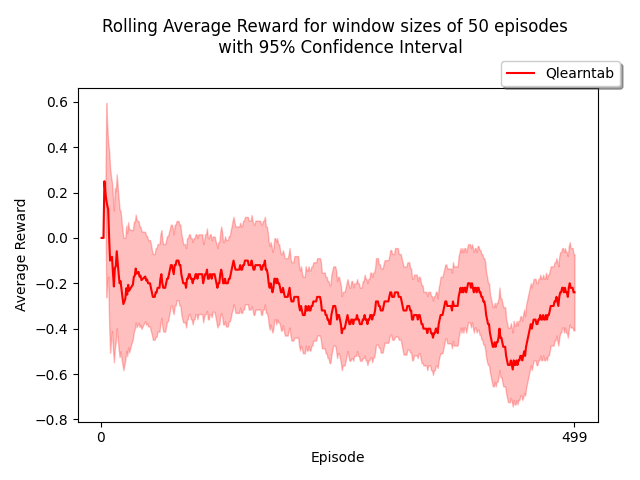 Rolling Average Reward for window sizes of 50 episodes
with 95% Confidence Interval
Qlearntab
0.6
0.4
0.2
0.0
−0.2
−0.4
−0.6
−0.8
Average Reward
0
499
Episode